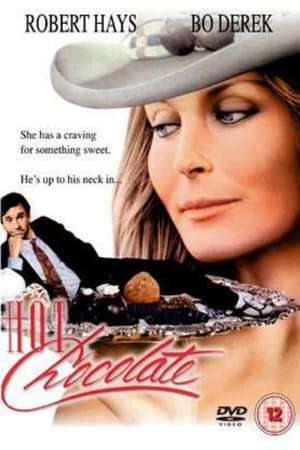 ROBERT HAYS BO DEREK
She has a craving
for something sweet.
He's up to his neck in...
HOT
Chocolate
DVD
VIDEO
12